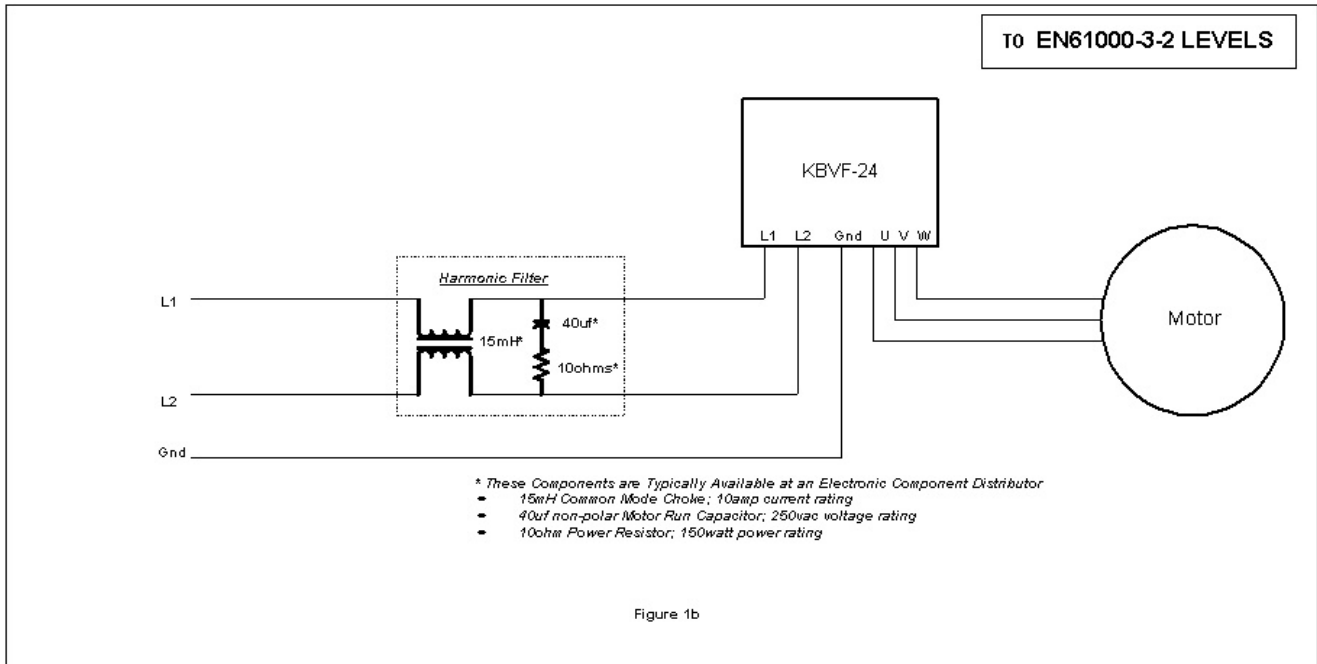 TO EN61000-3-2 LEVELS
KBVF-24
L1 L2 Gnd U V W
Harmonic Filter
L1
40uf*
15mH*
Motor
10ohms*
L2
Gnd
* These Components are Typically Available at an Electronic Component Distributor
• 15mH Common Mode Choke; 10amp current rating
• 40uf non-polar Motor Run Capacitor; 250vac voltage rating
• 10ohm Power Resistor; 150watt power rating
Figure 1b